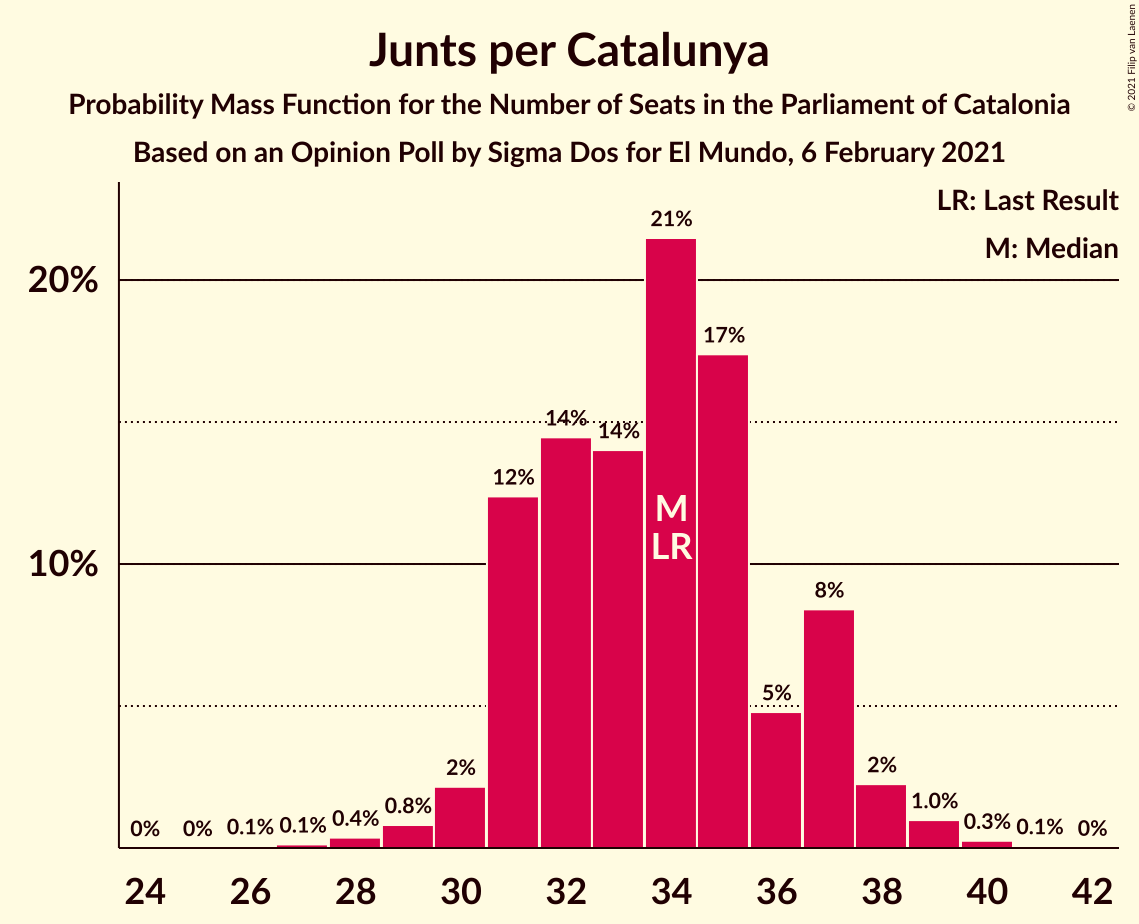 Junts per Catalunya
Probability Mass Function for the Number of Seats in the Parliament of Catalonia
Based on an Opinion Poll by Sigma Dos for El Mundo, 6 February 2021
© 2021 Filip van Laenen
LR: Last Result
M: Median
20%
10%
0%
0%
0.1%
0.1%
0.4%
0.8%
2%
12%
14%
14%
21%
17%
5%
8%
2%
1.0%
0.3%
0.1%
0%
M
LR
24 26 28 30 32 34 36 38 40 42